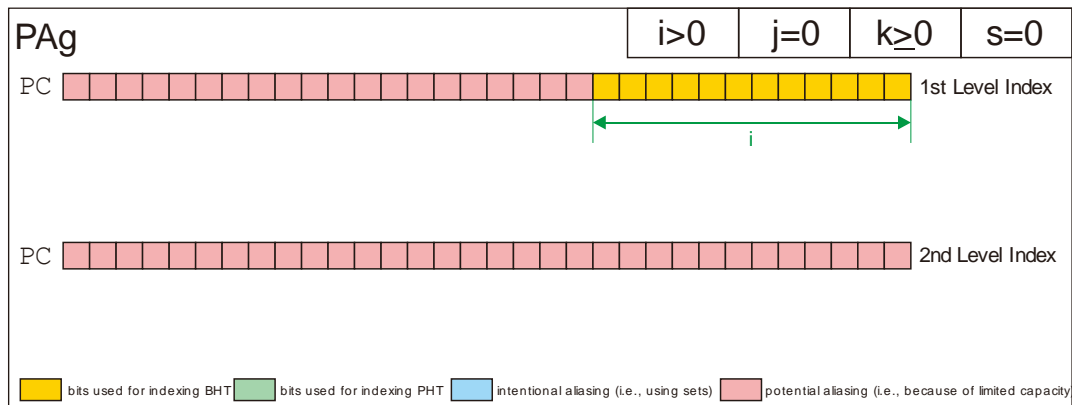 PAg i>0 j=0 k≥0 s=0
PC 1st Level Index
i
PC 2nd Level Index
bits used for indexing BHT bits used for indexing PHT intentional aliasing (i.e., using sets) potential aliasing (i.e., because of limited capacity)